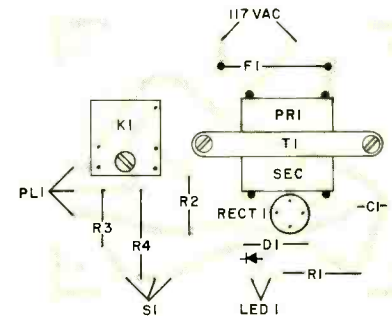 117 VAC
F1
PRI
K1
T1
SEC
PL1
R2
RECT 1
C1
R3
R4
D1
R1
S1
LED 1